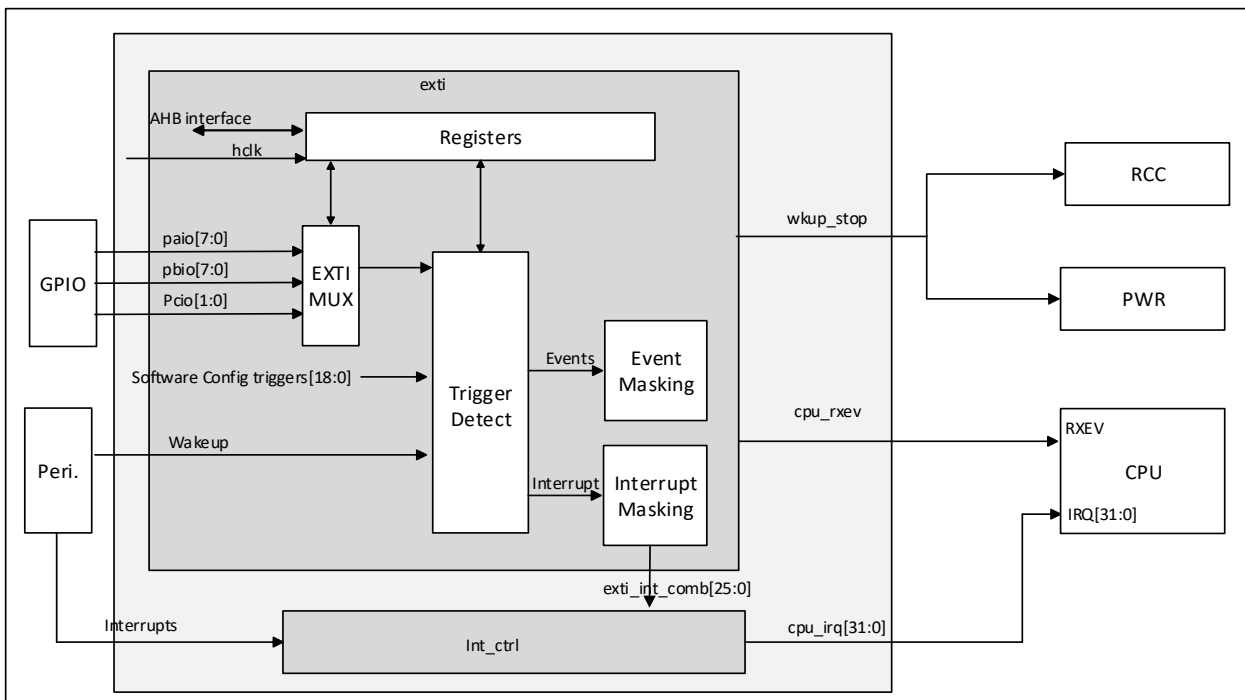 exti
AHB interface
Registers
hclk
RCC
wkup_stop
paio[7:0]
pbio[7:0]
Pcio[1:0]
GPIO
EXTI
MUX
PWR
Events
Event
Masking
Software Config triggers[18:0]
Trigger
Detect
cpu_rxev
RXEV
Wakeup
Peri.
CPU
Interrupt
Interrupt
Masking
IRQ[31:0]
exti_int_comb[25:0]
Interrupts
cpu_irq[31:0]
Int_ctrl